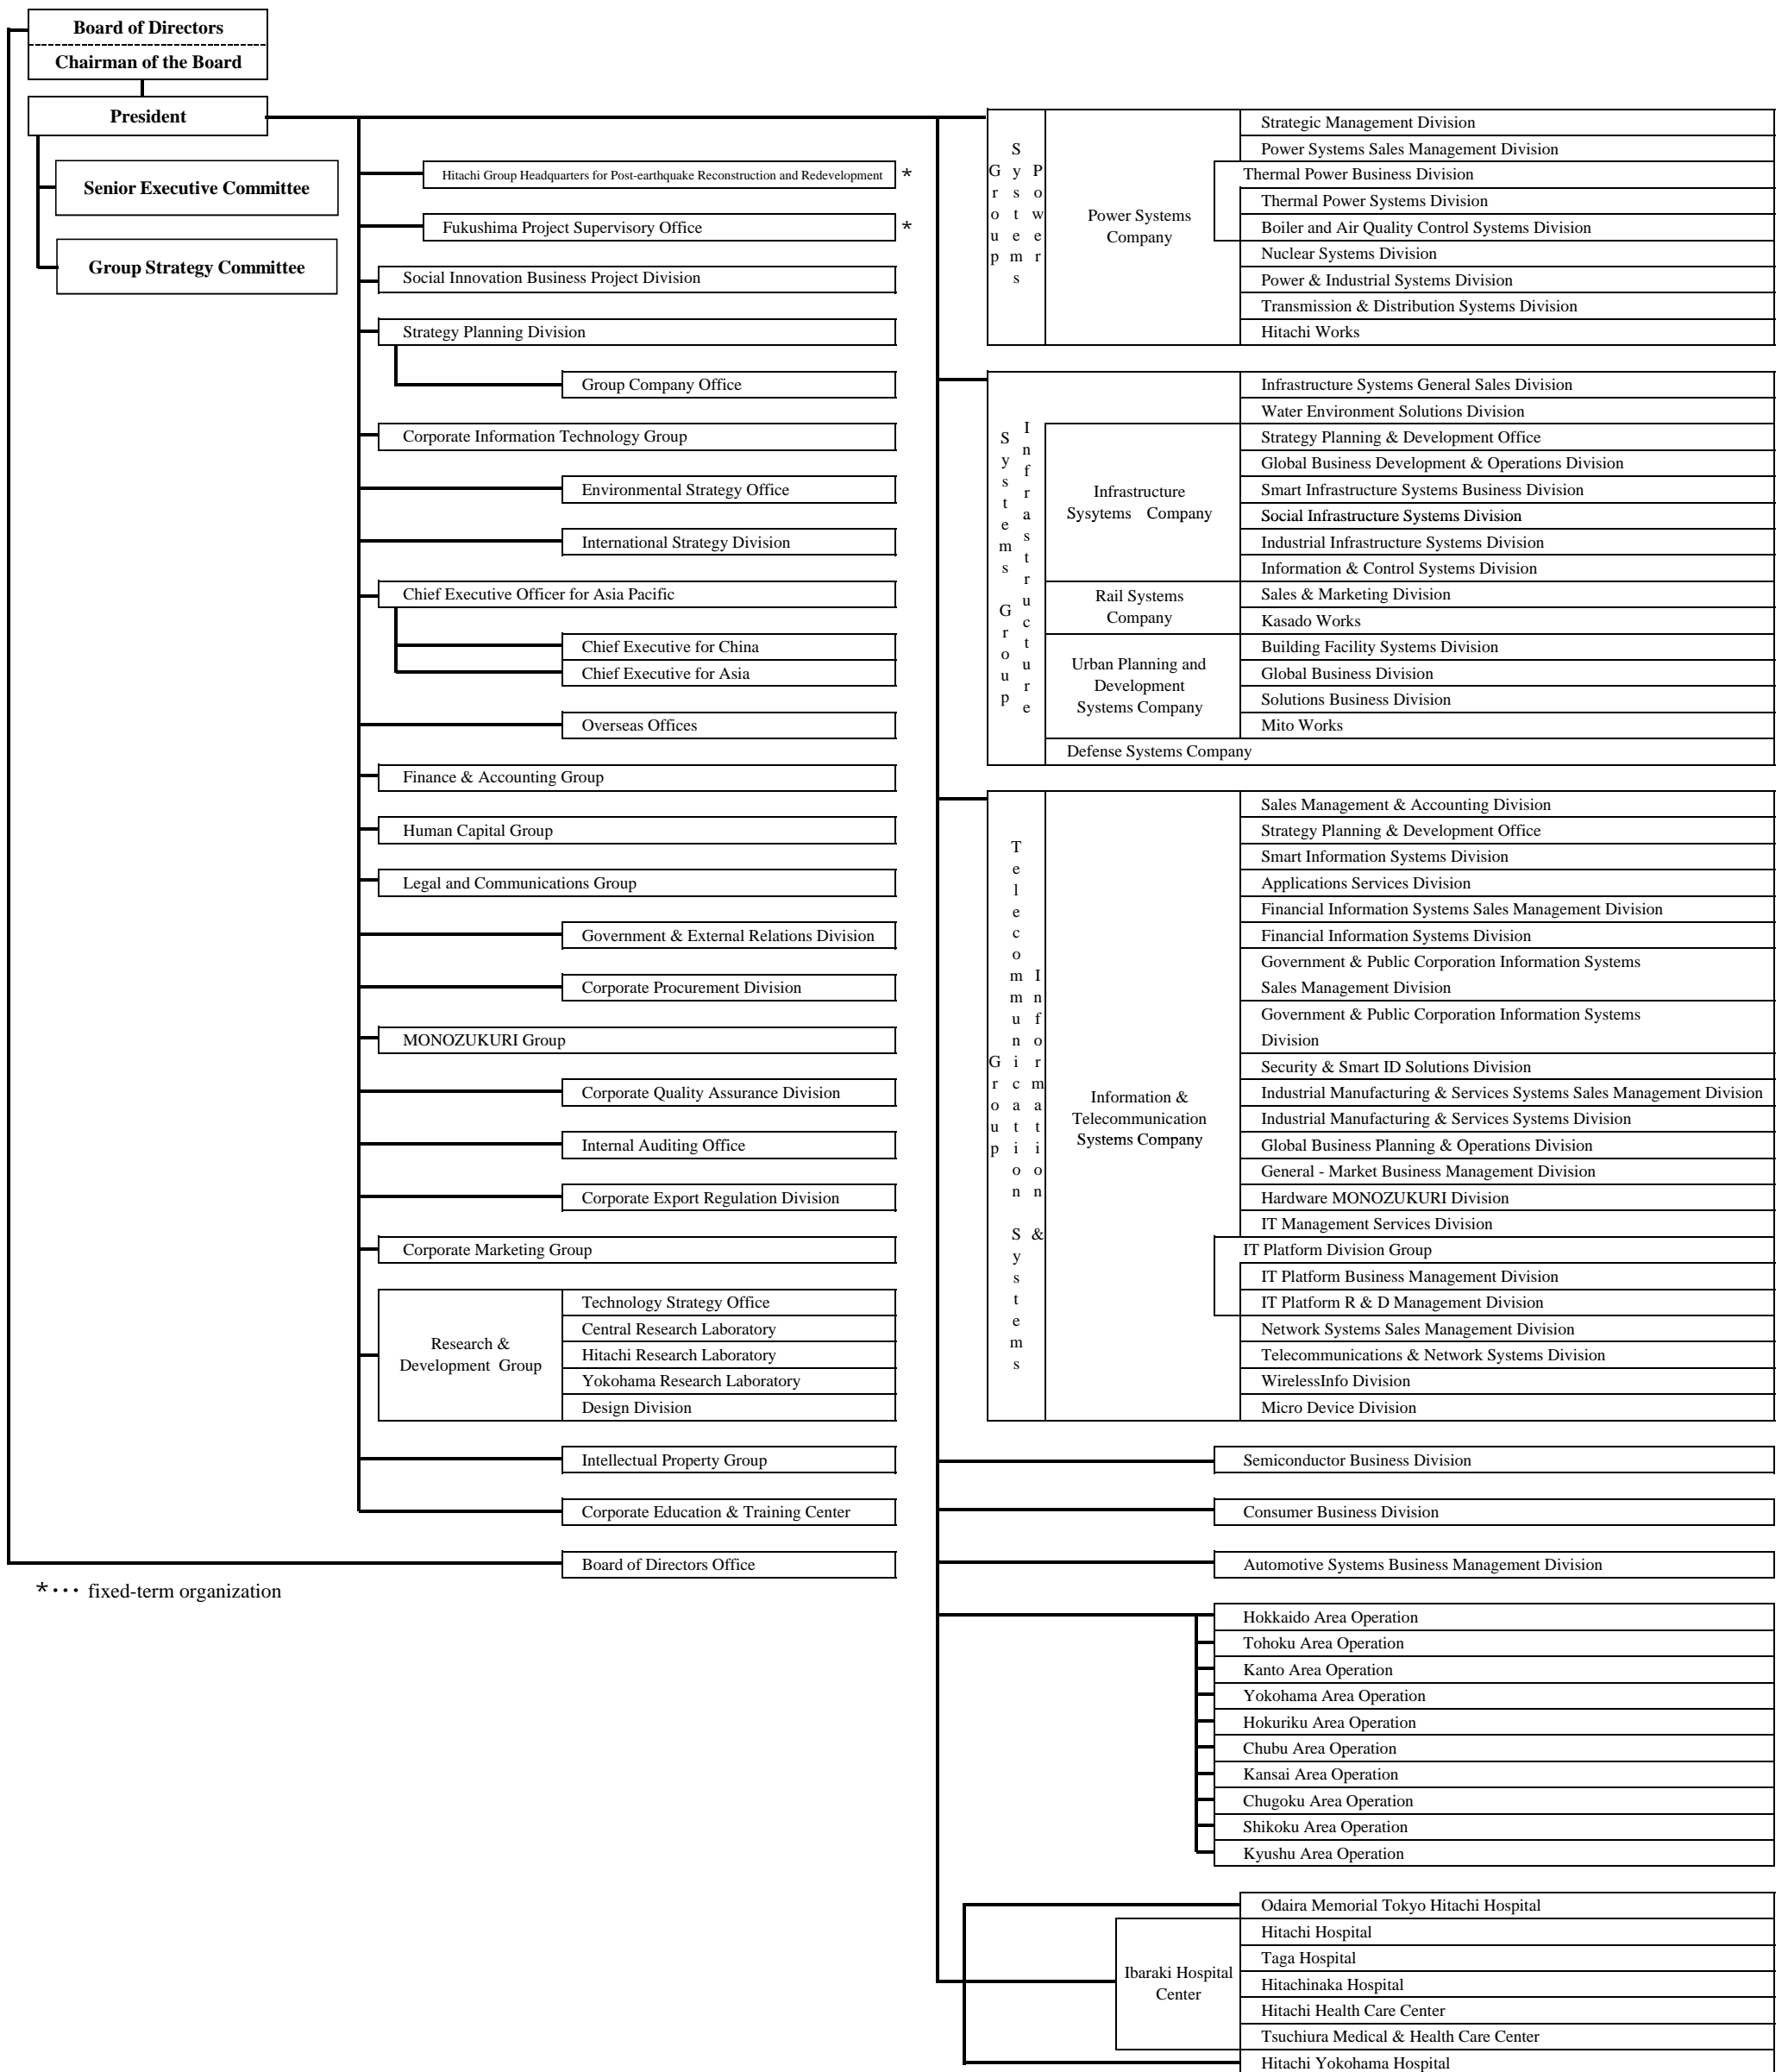 Board of Directors
Chairman of the Board
President
Senior Executive Committee
Group Strategy Committee
Hitachi Group Headquarters for Post-earthquake Reconstruction and Redevelopment *
Fukushima Project Supervisory Office *
Social Innovation Business Project Division
Strategy Planning Division
Group Company Office
Corporate Information Technology Group
Environmental Strategy Office
International Strategy Division
Chief Executive Officer for Asia Pacific
Chief Executive for China
Chief Executive for Asia
Overseas Offices
Finance & Accounting Group
Human Capital Group
Legal and Communications Group
Government & External Relations Division
Corporate Procurement Division
MONOZUKURI Group
Corporate Quality Assurance Division
Internal Auditing Office
Corporate Export Regulation Division
Corporate Marketing Group
Research &
Development Group
Technology Strategy Office
Central Research Laboratory
Hitachi Research Laboratory
Yokohama Research Laboratory
Design Division
Intellectual Property Group
Corporate Education & Training Center
Board of Directors Office
*··· fixed-term organization
Power
Systems
Group
Power Systems
Company
Strategic Management Division
Power Systems Sales Management Division
Thermal Power Business Division
Thermal Power Systems Division
Boiler and Air Quality Control Systems Division
Nuclear Systems Division
Power & Industrial Systems Division
Transmission & Distribution Systems Division
Hitachi Works
Infrastructure
Systems Group
Infrastructure Systems General Sales Division
Water Environment Solutions Division
Infrastructure
Sysytems Company
Strategy Planning & Development Office
Global Business Development & Operations Division
Smart Infrastructure Systems Business Division
Social Infrastructure Systems Division
Industrial Infrastructure Systems Division
Information & Control Systems Division
Rail Systems
Company
Sales & Marketing Division
Kasado Works
Urban Planning and
Development
Systems Company
Building Facility Systems Division
Global Business Division
Solutions Business Division
Mito Works
Defense Systems Company
Information &
Telecommunication Systems
Group
Information &
Telecommunication
Systems Company
Sales Management & Accounting Division
Strategy Planning & Development Office
Smart Information Systems Division
Applications Services Division
Financial Information Systems Sales Management Division
Financial Information Systems Division
Government & Public Corporation Information Systems
Sales Management Division
Government & Public Corporation Information Systems
Division
Security & Smart ID Solutions Division
Industrial Manufacturing & Services Systems Sales Management Division
Industrial Manufacturing & Services Systems Division
Global Business Planning & Operations Division
General - Market Business Management Division
Hardware MONOZUKURI Division
IT Management Services Division
IT Platform Division Group
IT Platform Business Management Division
IT Platform R & D Management Division
Network Systems Sales Management Division
Telecommunications & Network Systems Division
WirelessInfo Division
Micro Device Division
Semiconductor Business Division
Consumer Business Division
Automotive Systems Business Management Division
Hokkaido Area Operation
Tohoku Area Operation
Kanto Area Operation
Yokohama Area Operation
Hokuriku Area Operation
Chubu Area Operation
Kansai Area Operation
Chugoku Area Operation
Shikoku Area Operation
Kyushu Area Operation
Odaira Memorial Tokyo Hitachi Hospital
Ibaraki Hospital
Center
Hitachi Hospital
Taga Hospital
Hitachinaka Hospital
Hitachi Health Care Center
Tsuchiura Medical & Health Care Center
Hitachi Yokohama Hospital